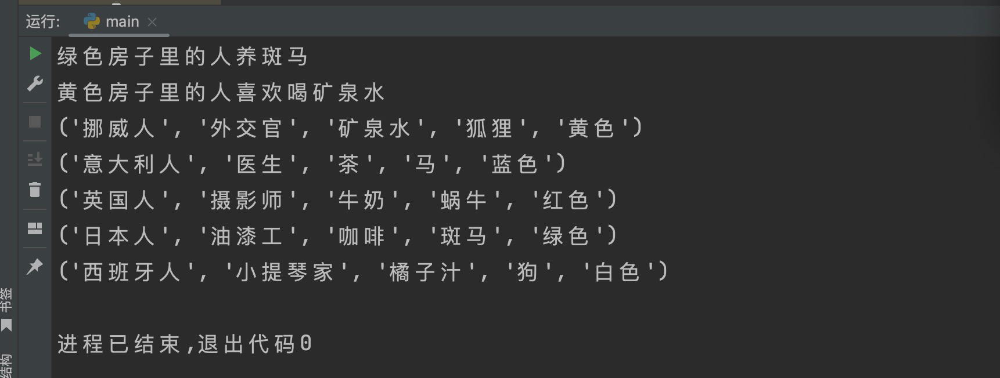 运行: main
绿色房子里的人养斑马
黄色房子里的人喜欢喝矿泉水
('挪威人', '外交官', '矿泉水', '狐狸', '黄色')
('意大利人', '医生', '茶', '马', '蓝色')
('英国人', '摄影师', '牛奶', '蜗牛', '红色')
('日本人', '油漆工', '咖啡', '斑马', '绿色')
('西班牙人', '小提琴家', '橘子汁', '狗', '白色')
进程已结束,退出代码0
书签
结构